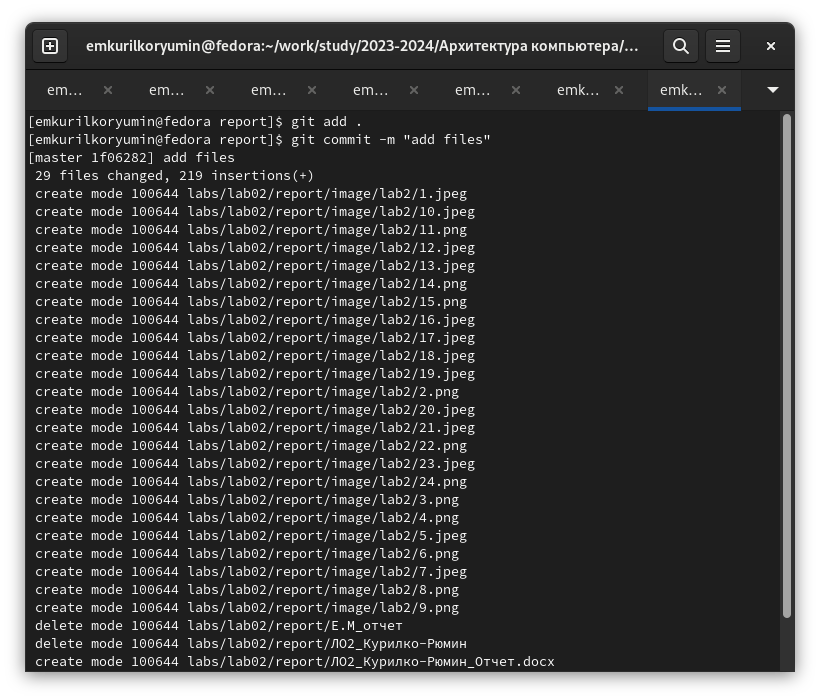 emkurilkoryumin@fedora:~/work/study/2023-2024/Архитектура компьютера/…
em… em… em… em… em… emk… emk…
[emkurilkoryumin@fedora report]$ git add .
[emkurilkoryumin@fedora report]$ git commit -m "add files"
[master 1f06282] add files
29 files changed, 219 insertions(+)
create mode 100644 labs/lab02/report/image/lab2/1.jpeg
create mode 100644 labs/lab02/report/image/lab2/10.jpeg
create mode 100644 labs/lab02/report/image/lab2/11.png
create mode 100644 labs/lab02/report/image/lab2/12.jpeg
create mode 100644 labs/lab02/report/image/lab2/13.jpeg
create mode 100644 labs/lab02/report/image/lab2/14.png
create mode 100644 labs/lab02/report/image/lab2/15.png
create mode 100644 labs/lab02/report/image/lab2/16.jpeg
create mode 100644 labs/lab02/report/image/lab2/17.jpeg
create mode 100644 labs/lab02/report/image/lab2/18.jpeg
create mode 100644 labs/lab02/report/image/lab2/19.jpeg
create mode 100644 labs/lab02/report/image/lab2/2.png
create mode 100644 labs/lab02/report/image/lab2/20.jpeg
create mode 100644 labs/lab02/report/image/lab2/21.jpeg
create mode 100644 labs/lab02/report/image/lab2/22.png
create mode 100644 labs/lab02/report/image/lab2/23.jpeg
create mode 100644 labs/lab02/report/image/lab2/24.png
create mode 100644 labs/lab02/report/image/lab2/3.png
create mode 100644 labs/lab02/report/image/lab2/4.png
create mode 100644 labs/lab02/report/image/lab2/5.jpeg
create mode 100644 labs/lab02/report/image/lab2/6.png
create mode 100644 labs/lab02/report/image/lab2/7.jpeg
create mode 100644 labs/lab02/report/image/lab2/8.png
create mode 100644 labs/lab02/report/image/lab2/9.png
delete mode 100644 labs/lab02/report/Е.М_отчет
delete mode 100644 labs/lab02/report/ЛО2_Курилко-Рюмин
create mode 100644 labs/lab02/report/ЛО2_Курилко-Рюмин_Отчет.docx